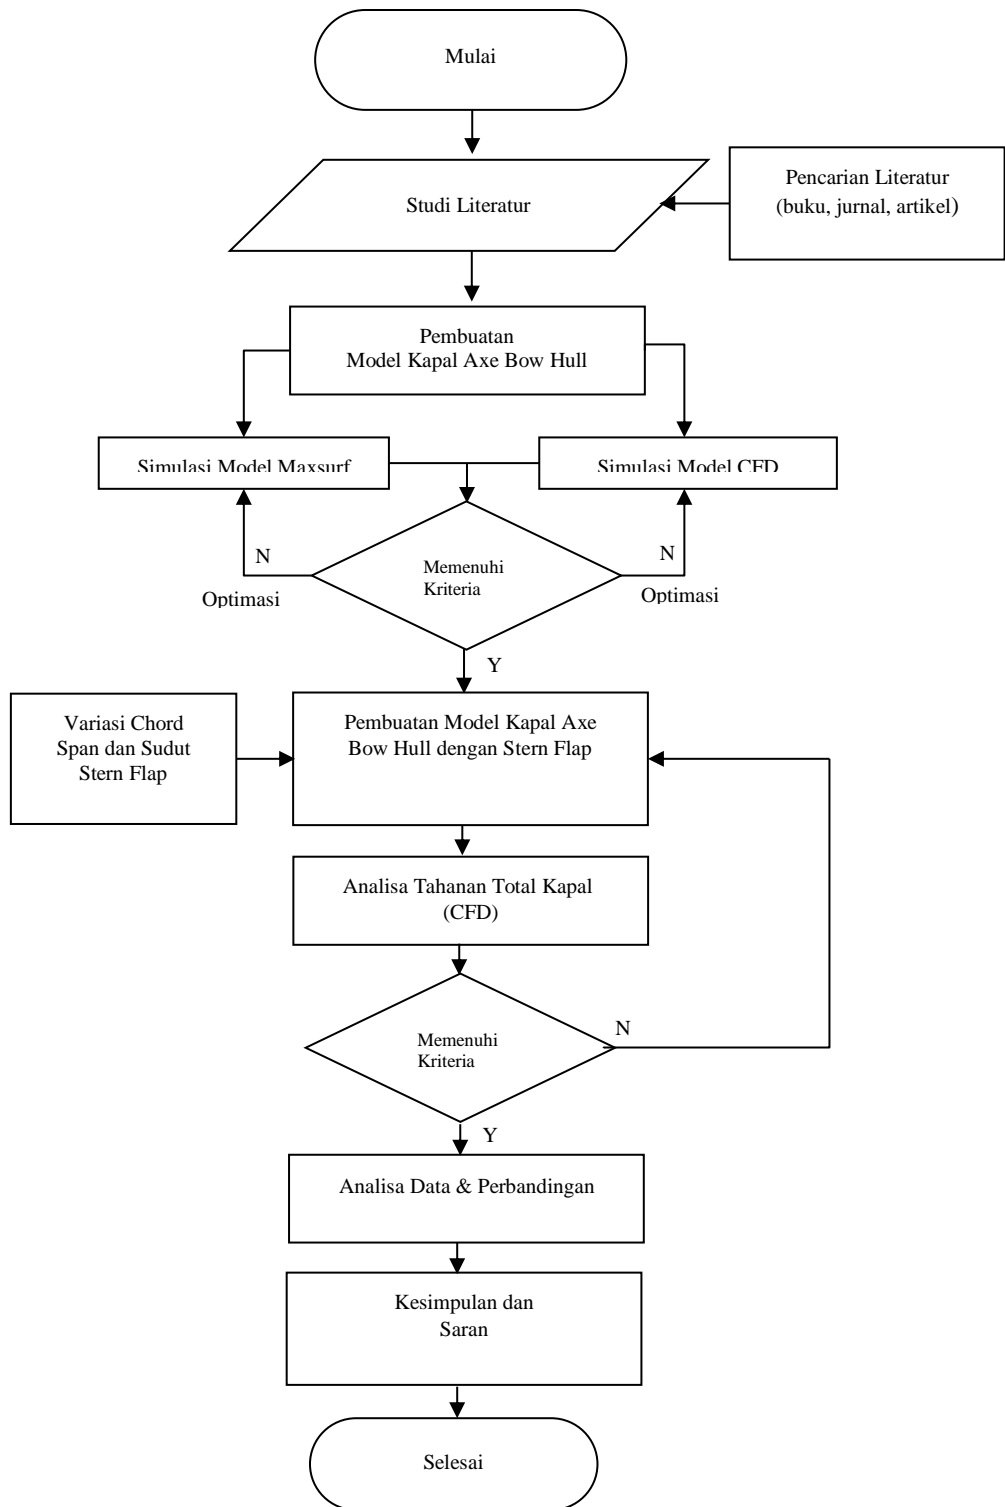 Mulai
Studi Literatur
Pencarian Literatur
(buku, jurnal, artikel)
Pembuatan
Model Kapal Axe Bow Hull
Simulasi Model Maxsurf
Simulasi Model CFD
N
Optimasi
Memenuhi
Kriteria
N
Optimasi
Y
Variasi Chord
Span dan Sudut
Stern Flap
Pembuatan Model Kapal Axe
Bow Hull dengan Stern Flap
Analisa Tahanan Total Kapal
(CFD)
Memenuhi
Kriteria
N
Y
Analisa Data & Perbandingan
Kesimpulan dan
Saran
Selesai